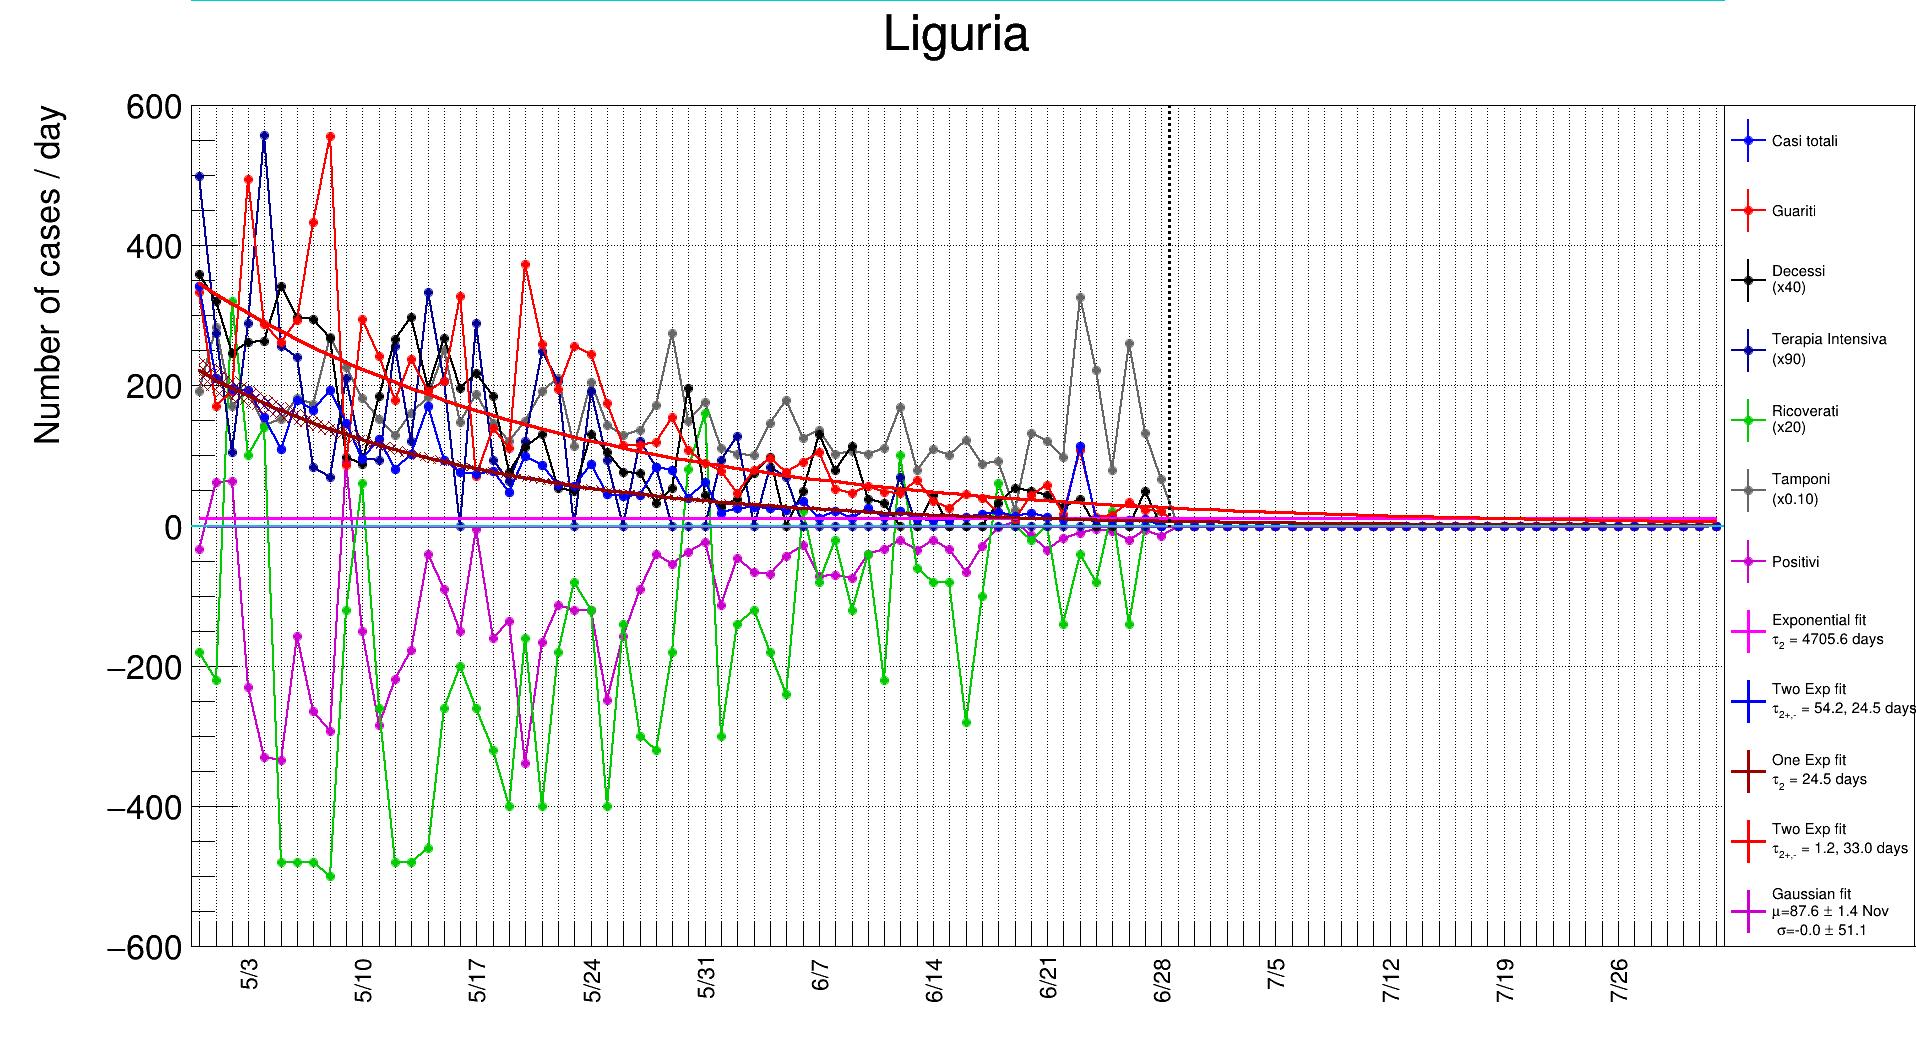 Liguria
Number of cases / day
600
400
200
0
−200
−400
−600
5/3
5/10
5/17
5/24
5/31
6/7
6/14
6/21
6/28
7/5
7/12
7/19
7/26
Casi totali
Guariti
Decessi
(x40)
Terapia Intensiva
(x90)
Ricoverati
(x20)
Tamponi
(x0.10)
Positivi
Exponential fit
τ2 = 4705.6 days
Two Exp fit
τ2+,- = 54.2, 24.5 days
One Exp fit
τ2 = 24.5 days
Two Exp fit
τ2+,- = 1.2, 33.0 days
Gaussian fit
μ=87.6 ± 1.4 Nov
σ=-0.0 ± 51.1